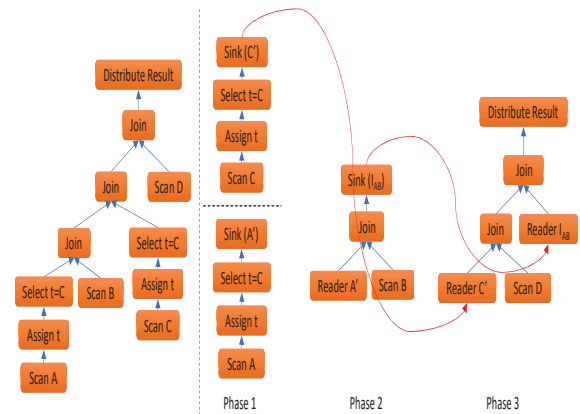 Distribute Result
Join
Join
Scan D
Join
Select t=C
Select t=C
Scan B
Assign t
Assign t
Scan C
Scan A
Sink (C')
Select t=C
Assign t
Scan C
Sink (A')
Select t=C
Assign t
Scan A
Phase 1
Sink (I_AB)
Join
Reader A'
Scan B
Phase 2
Distribute Result
Join
Join
Reader I_AB
Reader C'
Scan D
Phase 3